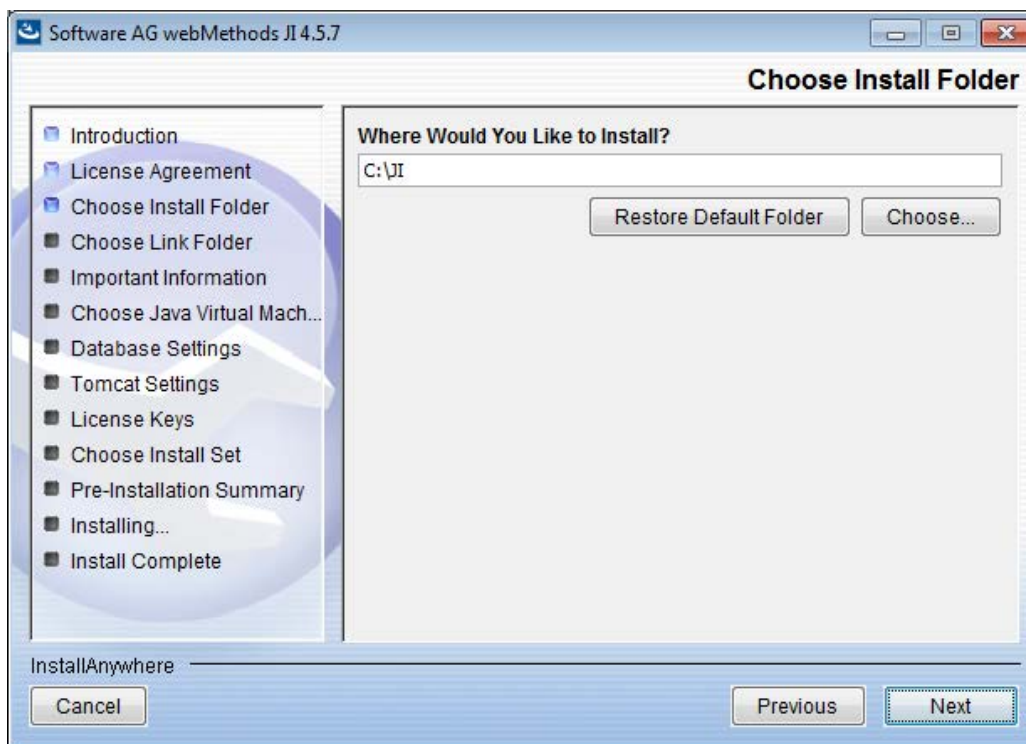 Software AG webMethods JI 4.5.7
Choose Install Folder
Introduction
License Agreement
Choose Install Folder
Choose Link Folder
Important Information
Choose Java Virtual Mach...
Database Settings
Tomcat Settings
License Keys
Choose Install Set
Pre-Installation Summary
Installing...
Install Complete
Where Would You Like to Install?
C:\JI
Restore Default Folder
Choose...
InstallAnywhere
Cancel
Previous
Next